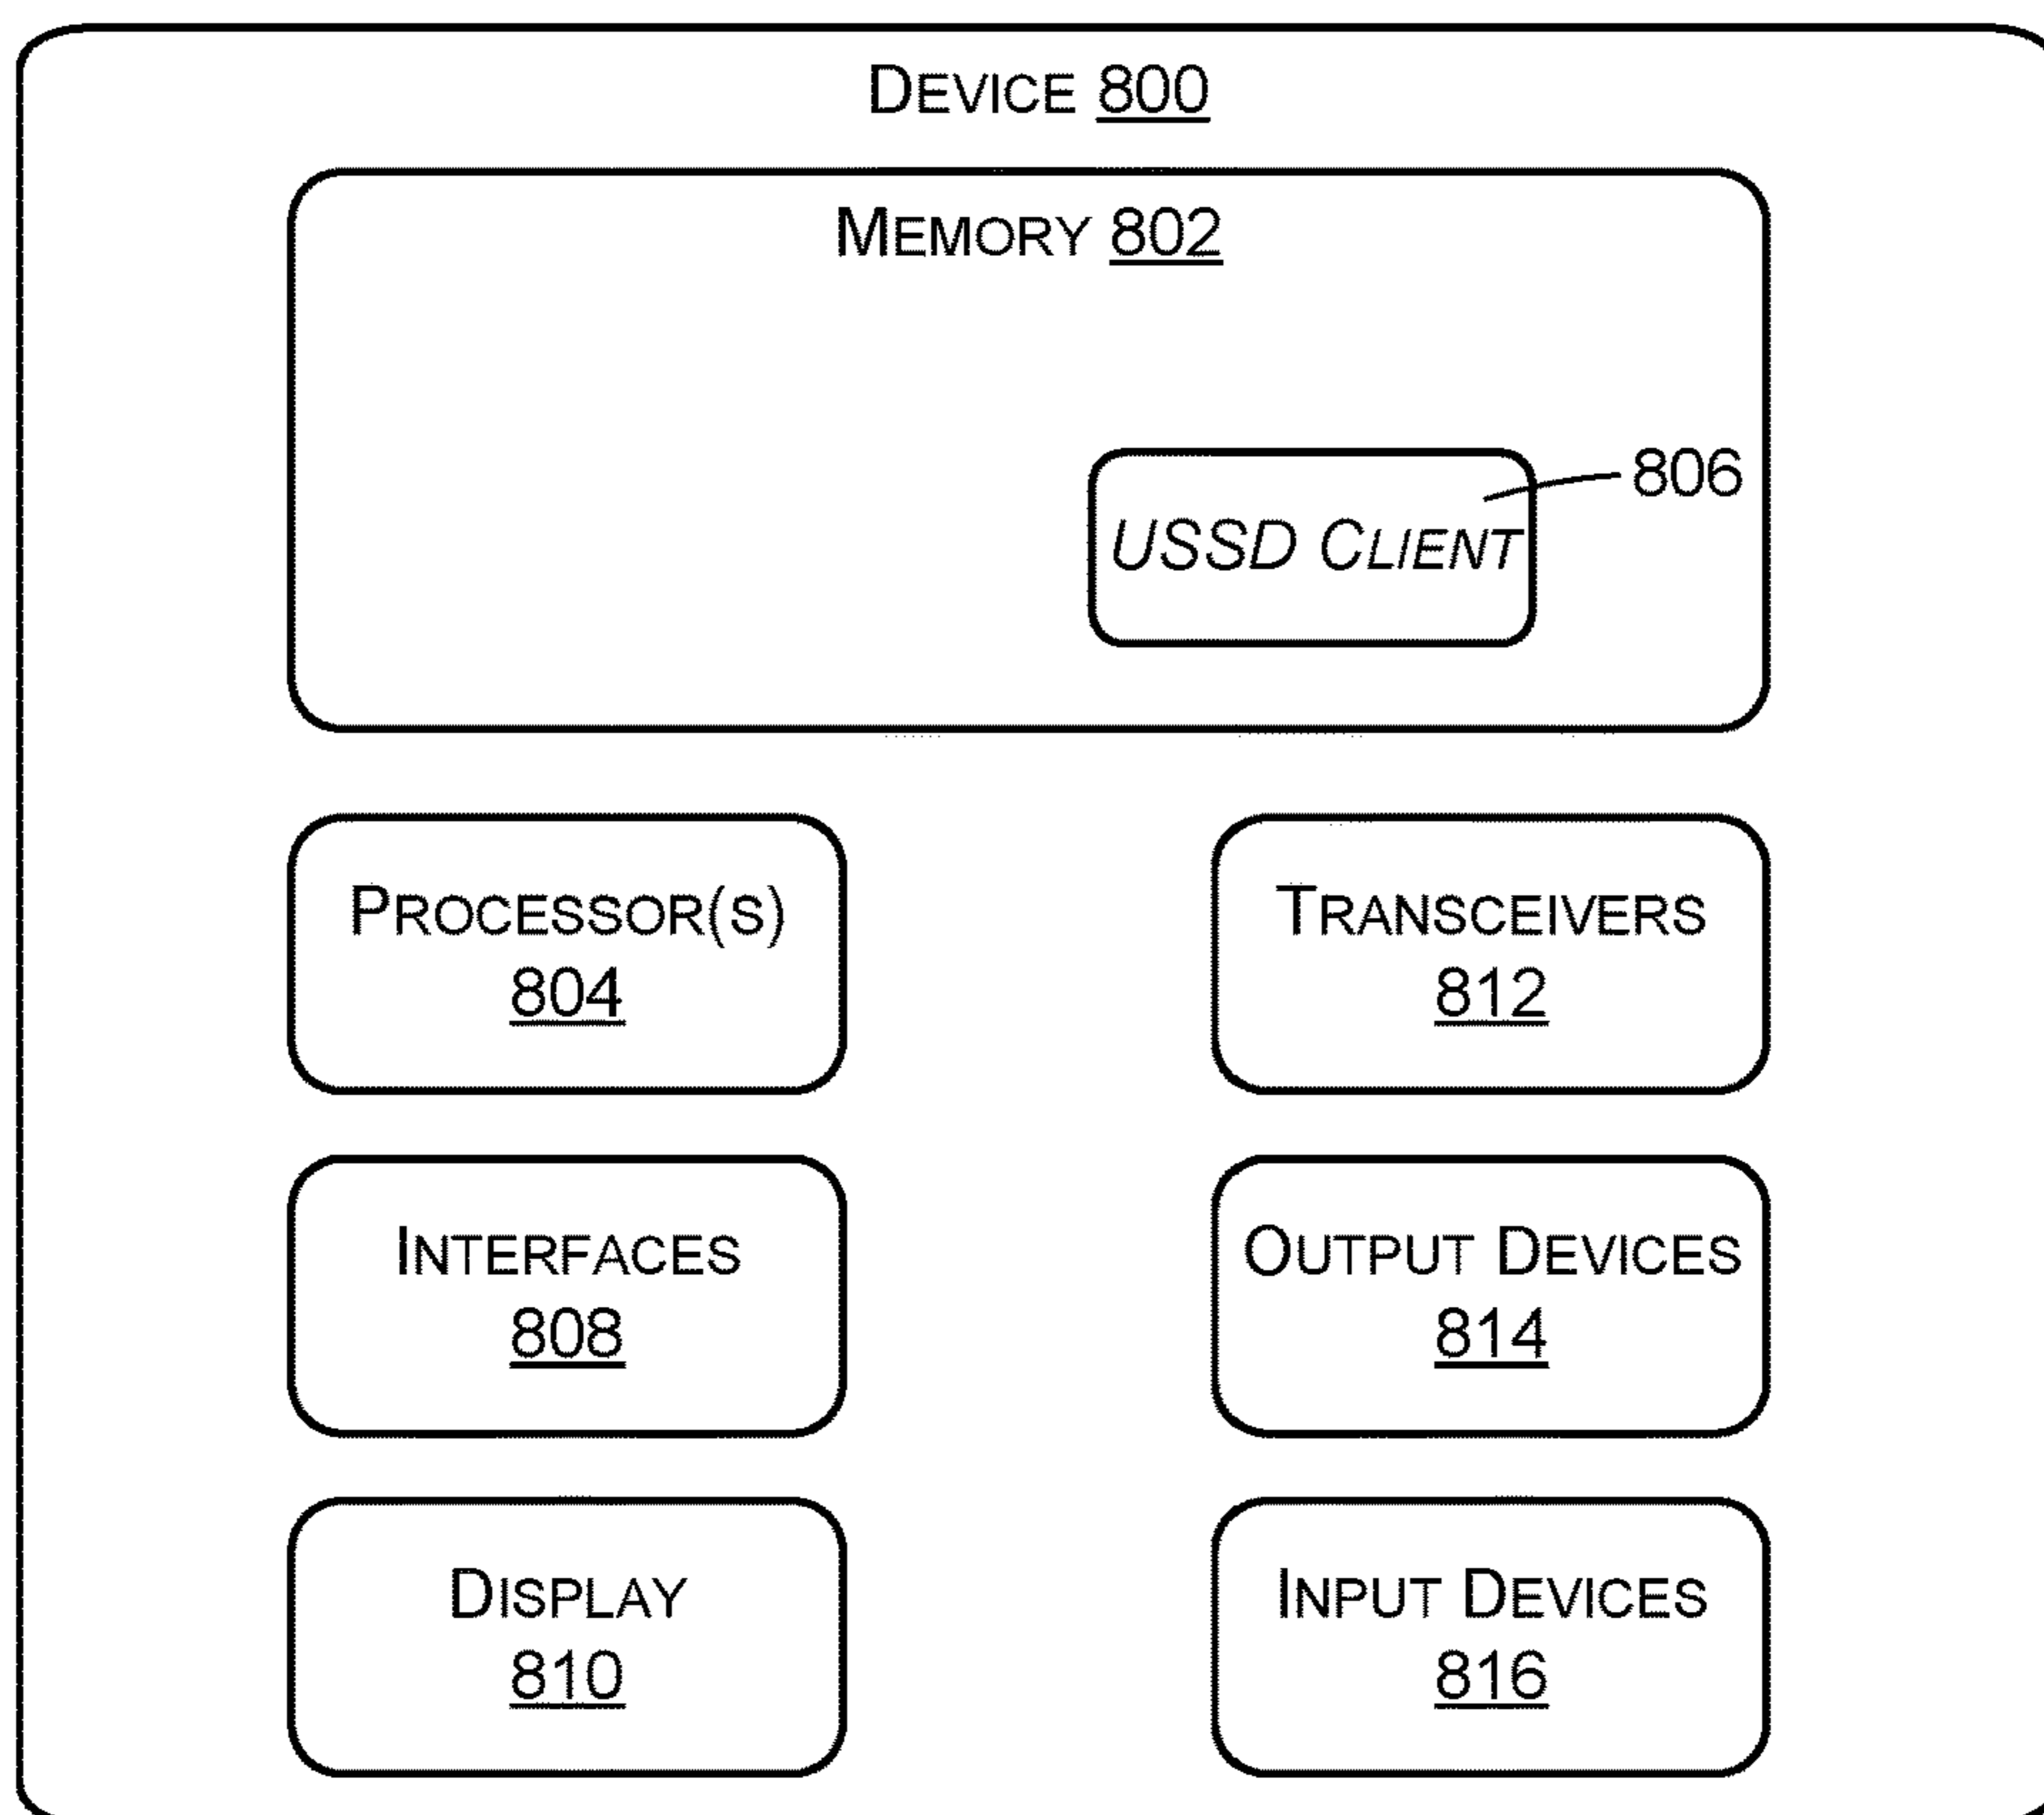 DEVICE 800
MEMORY 802
806
USSD CLIENT
PROCESSOR(S)
804
TRANSCEIVERS
812
INTERFACES
808
OUTPUT DEVICES
814
DISPLAY
810
INPUT DEVICES
816